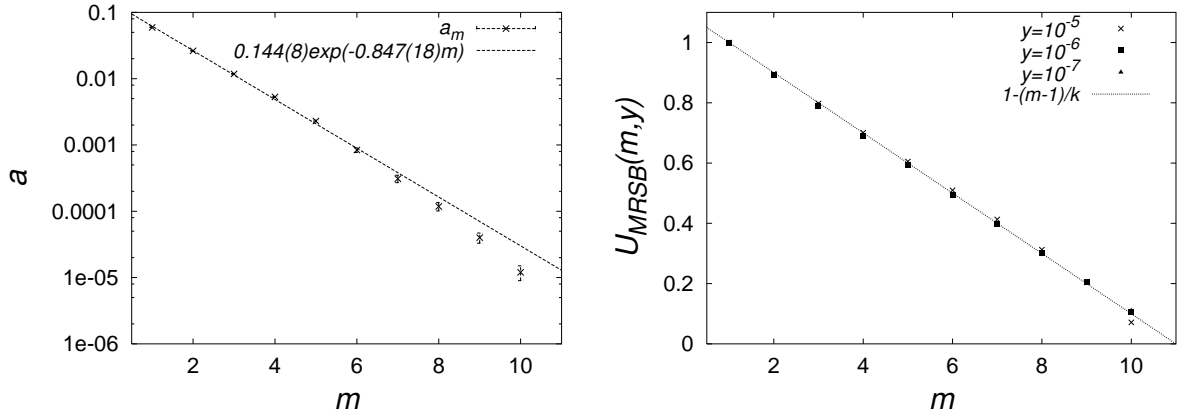 0.1
0.01
0.001
0.0001
1e-05
1e-06
a
2
4
6
8
10
m
a_m
0.144(8)exp(-0.847(18)m)
1
0.8
0.6
0.4
0.2
0
U_MRSB(m,y)
2
4
6
8
10
m
y=10^-5
y=10^-6
y=10^-7
1-(m-1)/k